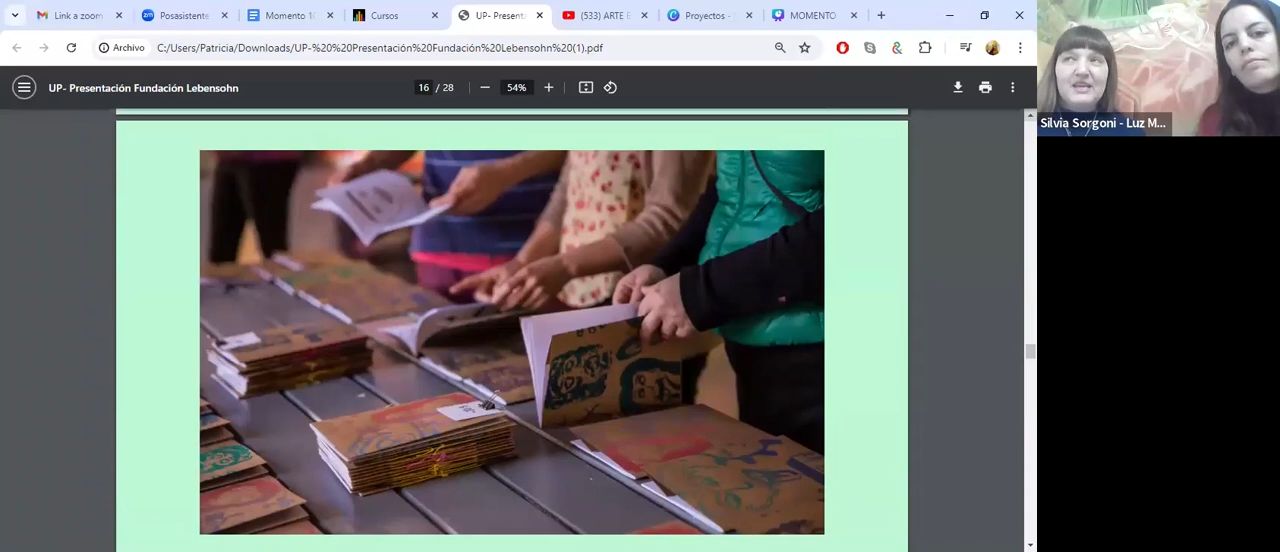 Link a zoom
Posasistente
Momento 1
Cursos
UP- Presenta
(533) ARTE E
Proyectos -
MOMENTO
Archivo
C:/Users/Patricia/Downloads/UP-%20%20Presentación%20Fundación%20Lebensohn%20(1).pdf
UP- Presentación Fundación Lebensohn
16 / 28
54%
Silvia Sorgoni - Luz M...